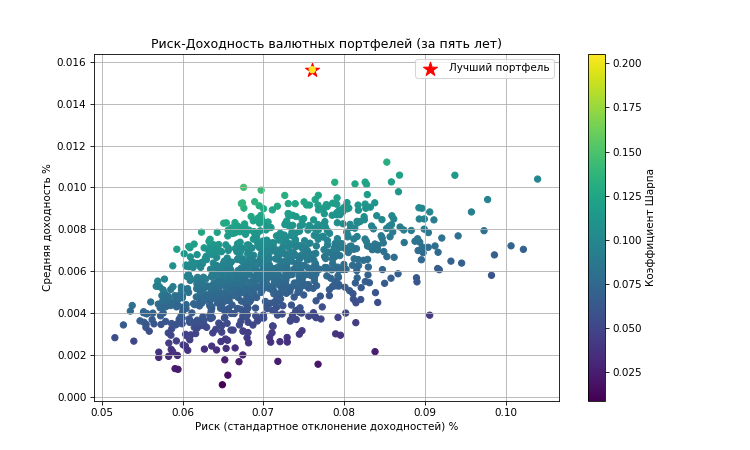 Риск-Доходность валютных портфелей (за пять лет)
Лучший портфель
Средняя доходность %
0.016
0.014
0.012
0.010
0.008
0.006
0.004
0.002
0.000
0.05 0.06 0.07 0.08 0.09 0.10
Риск (стандартное отклонение доходностей) %
0.200
0.175
0.150
0.125
0.100
0.075
0.050
0.025
Коэффициент Шарпа